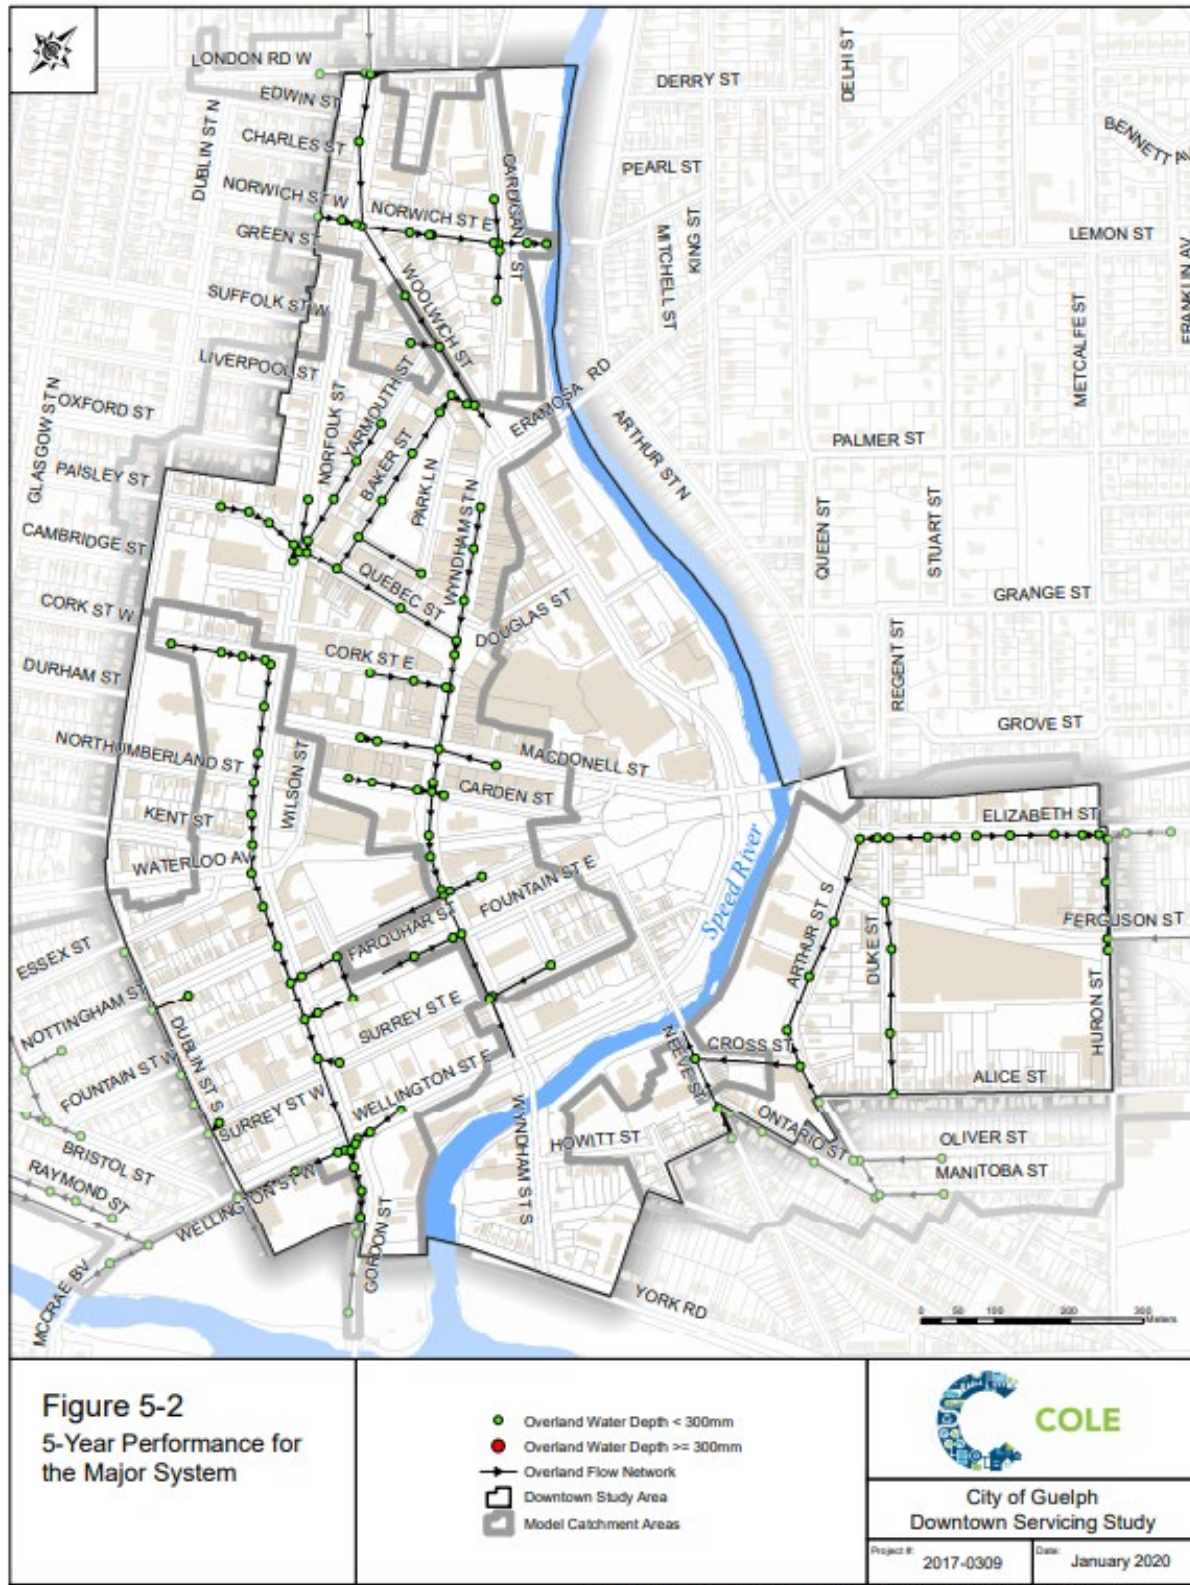 LONDON RD W
EDWIN ST
CHARLES ST
DUBLIN ST N
NORWICH ST W
NORWICH ST E
CARDIGAN ST
GREEN ST
SUFFOLK ST W
WOOLWICH ST
LIVERPOOL ST
GLASGOW ST N
OXFORD ST
NORFOLK ST
YARMOUTH ST
BAKER ST
PARK LN
PAISLEY ST
CAMBRIDGE ST
WYNDHAM ST N
QUEBEC ST
CORK ST W
DOUGLAS ST
CORK ST E
DURHAM ST
NORTHUMBERLAND ST
MACDONELL ST
WILSON ST
CARDEN ST
KENT ST
WATERLOO AV
FOUNTAIN ST E
FARQUHAR ST
ESSEX ST
NOTTINGHAM ST
SURREY ST E
DUBLIN ST S
FOUNTAIN ST W
WELLINGTON ST E
SURREY ST W
BRISTOL ST
RAYMOND ST
WELLINGTON ST W
GORDON ST
MCCRAE BV
WYNDHAM ST S
HOWITT ST
YORK RD
NEEVE ST
CROSS ST
ONTARIO ST
Speed River
DERRY ST
DELHI ST
BENNETT AV
PEARL ST
KING ST
MITCHELL ST
LEMON ST
FRANKLIN AV
METCALFE ST
ERAMOSA RD
ARTHUR ST N
PALMER ST
QUEEN ST
STUART ST
GRANGE ST
REGENT ST
GROVE ST
ELIZABETH ST
ARTHUR ST S
DUKE ST
FERGUSON ST
HURON ST
ALICE ST
OLIVER ST
MANITOBA ST
0 50 100 200 300
Meters
Figure 5-2
5-Year Performance for
the Major System
Overland Water Depth < 300mm
Overland Water Depth >= 300mm
Overland Flow Network
Downtown Study Area
Model Catchment Areas
COLE
City of Guelph
Downtown Servicing Study
Project #:
2017-0309
Date:
January 2020